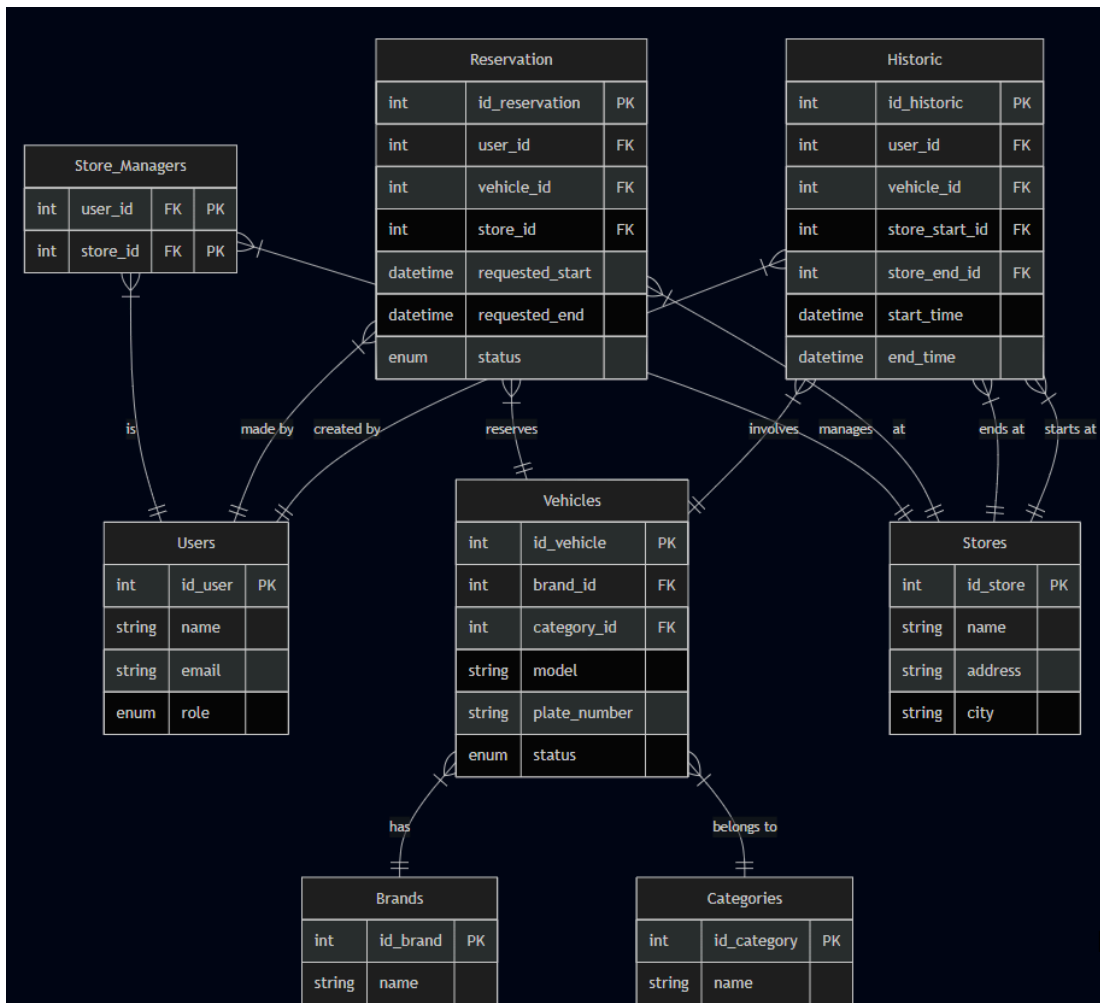 Reservation
int id_reservation PK
int user_id FK
int vehicle_id FK
int store_id FK
datetime requested_start
datetime requested_end
enum status
Historic
int id_historic PK
int user_id FK
int vehicle_id FK
int store_start_id FK
int store_end_id FK
datetime start_time
datetime end_time
Store_Managers
int user_id FK PK
int store_id FK PK
is
made by
created by
reserves
involves
manages
at
ends at
starts at
Users
int id_user PK
string name
string email
enum role
Vehicles
int id_vehicle PK
int brand_id FK
int category_id FK
string model
string plate_number
enum status
Stores
int id_store PK
string name
string address
string city
has
belongs to
Brands
int id_brand PK
string name
Categories
int id_category PK
string name